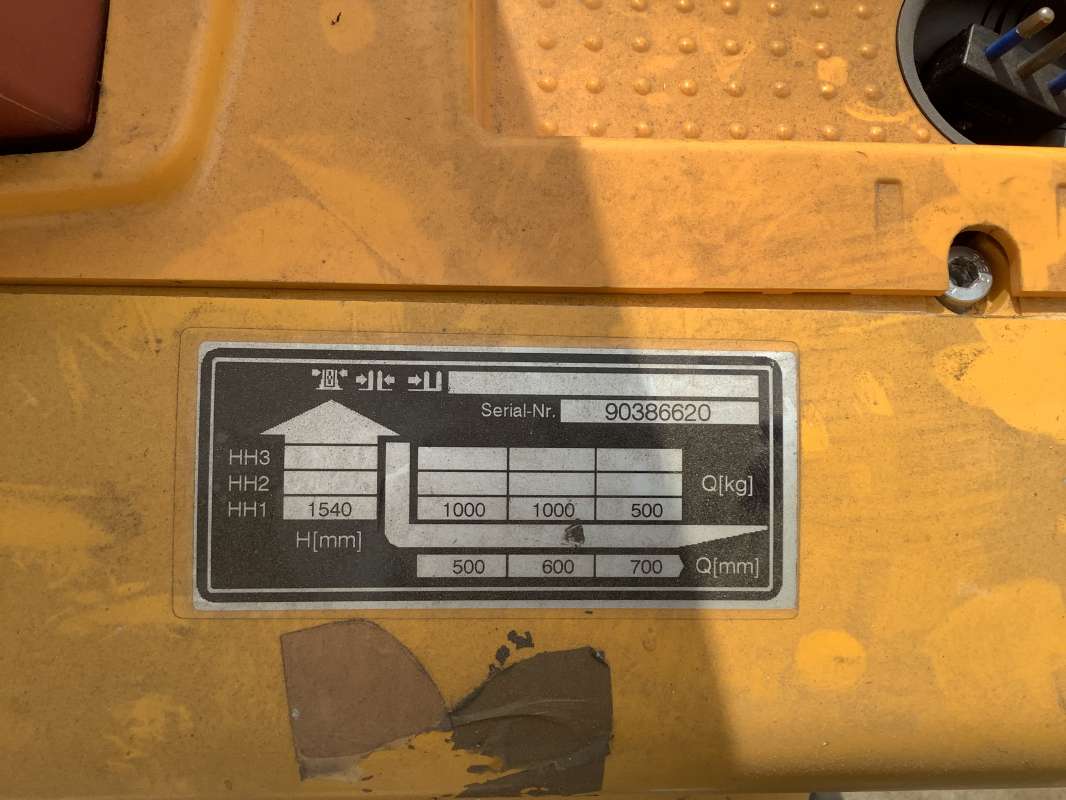 Serial-Nr. 90386620
HH3
HH2 Q[kg]
HH1 1540 1000 1000 500
H[mm]
500 600 700 Q[mm]